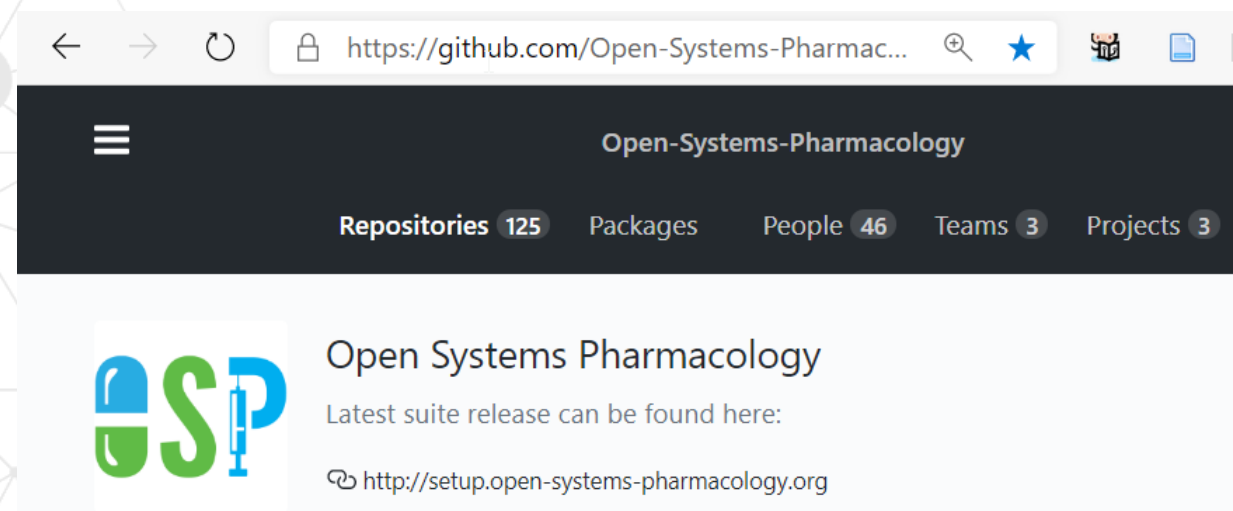 https://github.com/Open-Systems-Pharmac...
Open-Systems-Pharmacology
Repositories 125 Packages People 46 Teams 3 Projects 3
OSP
Open Systems Pharmacology
Latest suite release can be found here:
http://setup.open-systems-pharmacology.org